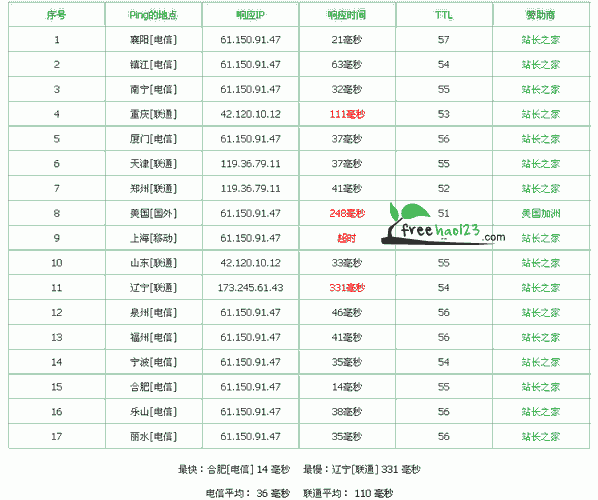 序号 Ping的地点 响应IP 响应时间 TTL 赞助商
1 襄阳[电信] 61.150.91.47 21毫秒 57 站长之家
2 镇江[电信] 61.150.91.47 63毫秒 54 站长之家
3 南宁[电信] 61.150.91.47 32毫秒 55 站长之家
4 重庆[联通] 42.120.10.12 111毫秒 53 站长之家
5 厦门[电信] 61.150.91.47 37毫秒 56 站长之家
6 天津[联通] 119.36.79.11 37毫秒 55 站长之家
7 郑州[联通] 119.36.79.11 41毫秒 52 站长之家
8 美国[国外] 61.150.91.47 248毫秒 51 美国加洲
9 上海[移动] 61.150.91.47 超时 站长之家
freehao123.com
10 山东[联通] 42.120.10.12 33毫秒 55 站长之家
11 辽宁[联通] 173.245.61.43 331毫秒 54 站长之家
12 泉州[电信] 61.150.91.47 46毫秒 56 站长之家
13 福州[电信] 61.150.91.47 41毫秒 56 站长之家
14 宁波[电信] 61.150.91.47 35毫秒 54 站长之家
15 合肥[电信] 61.150.91.47 14毫秒 55 站长之家
16 乐山[电信] 61.150.91.47 38毫秒 56 站长之家
17 丽水[电信] 61.150.91.47 35毫秒 56 站长之家
最快：合肥[电信] 14 毫秒 最慢：辽宁[联通] 331 毫秒
电信平均： 36 毫秒 联通平均： 110 毫秒